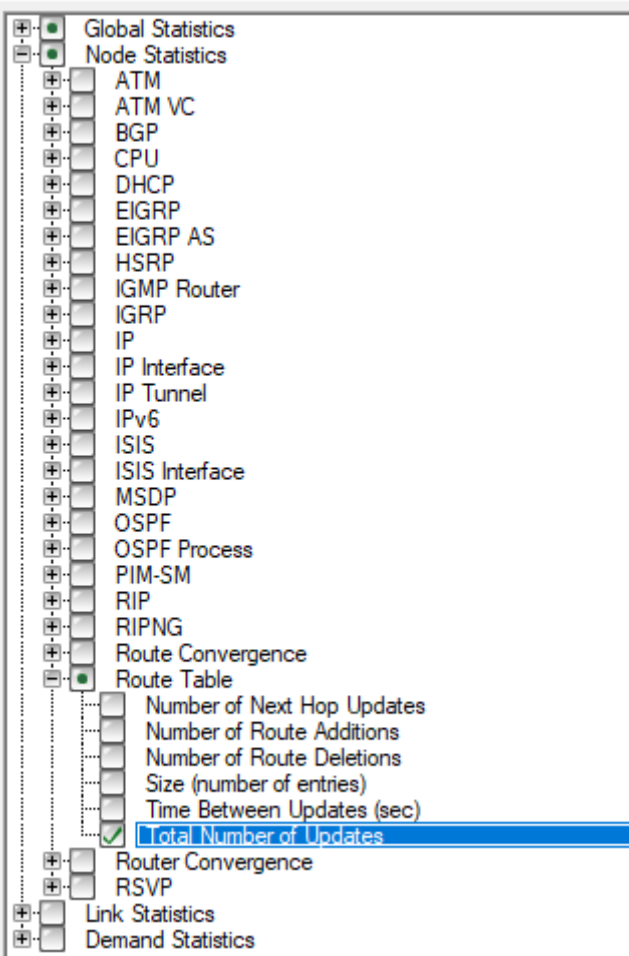 Global Statistics
Node Statistics
ATM
ATM VC
BGP
CPU
DHCP
EIGRP
EIGRP AS
HSRP
IGMP Router
IGRP
IP
IP Interface
IP Tunnel
IPv6
ISIS
ISIS Interface
MSDP
OSPF
OSPF Process
PIM-SM
RIP
RIPNG
Route Convergence
Route Table
Number of Next Hop Updates
Number of Route Additions
Number of Route Deletions
Size (number of entries)
Time Between Updates (sec)
Total Number of Updates
Router Convergence
RSVP
Link Statistics
Demand Statistics